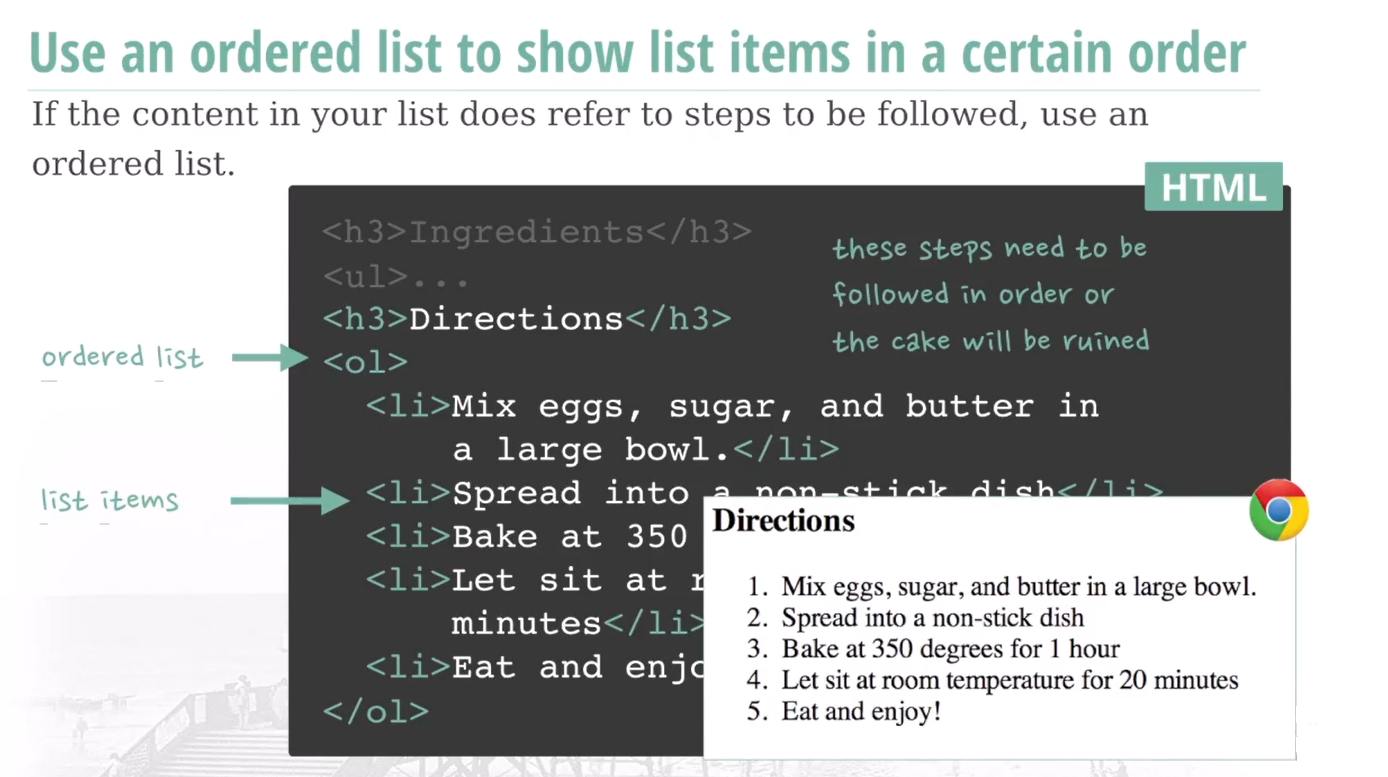 Use an ordered list to show list items in a certain order
If the content in your list does refer to steps to be followed, use an
ordered list.
HTML
<h3>Ingredients</h3>
<ul>...
<h3>Directions</h3>
<ol>
<li>Mix eggs, sugar, and butter in
a large bowl.</li>
<li>Spread into a non-stick dish</li>
<li>Bake at 350
<li>Let sit at
minutes</li>
<li>Eat and
</ol>
these steps need to be
followed in order or
the cake will be ruined
ordered list
list items
Directions
1. Mix eggs, sugar, and butter in a large bowl.
2. Spread into a non-stick dish
3. Bake at 350 degrees for 1 hour
4. Let sit at room temperature for 20 minutes
5. Eat and enjoy!